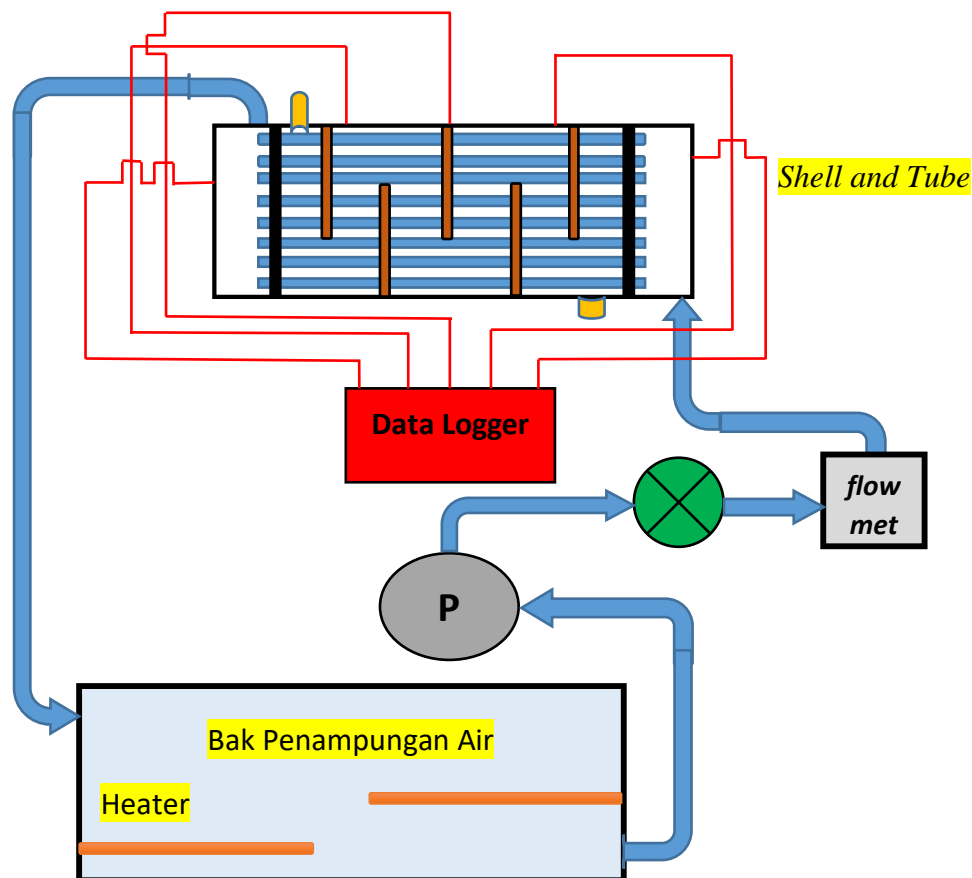 Shell and Tube
Data Logger
flow
met
P
Bak Penampungan Air
Heater